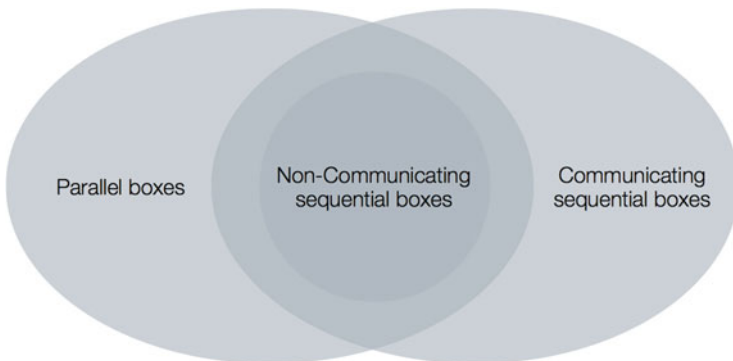 Parallel boxes
Non-Communicating
sequential boxes
Communicating
sequential boxes